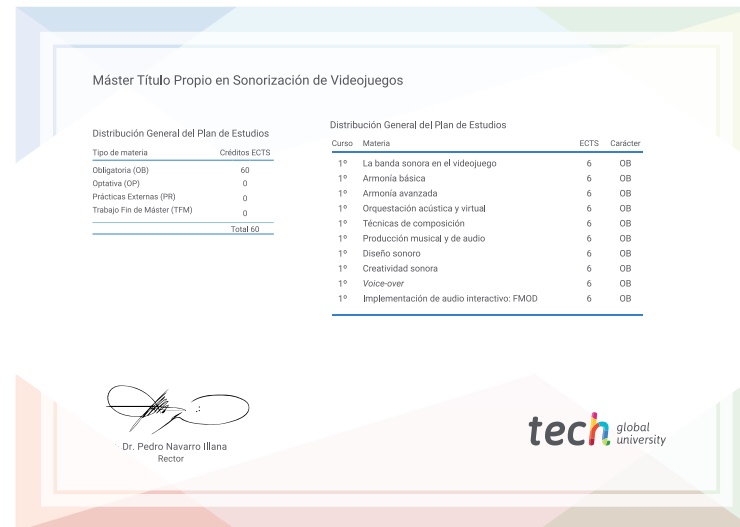 Máster Título Propio en Sonorización de Videojuegos
Distribución General del Plan de Estudios
Tipo de materia Créditos ECTS
Obligatoria (OB) 60
Optativa (OP) 0
Prácticas Externas (PR) 0
Trabajo Fin de Máster (TFM) 0
Total 60
Distribución General del Plan de Estudios
Curso Materia ECTS Carácter
1º La banda sonora en el videojuego 6 OB
1º Armonía básica 6 OB
1º Armonía avanzada 6 OB
1º Orquestación acústica y virtual 6 OB
1º Técnicas de composición 6 OB
1º Producción musical y de audio 6 OB
1º Diseño sonoro 6 OB
1º Creatividad sonora 6 OB
1º Voice-over 6 OB
1º Implementación de audio interactivo: FMOD 6 OB
Dr. Pedro Navarro Illana
Rector
tech global university